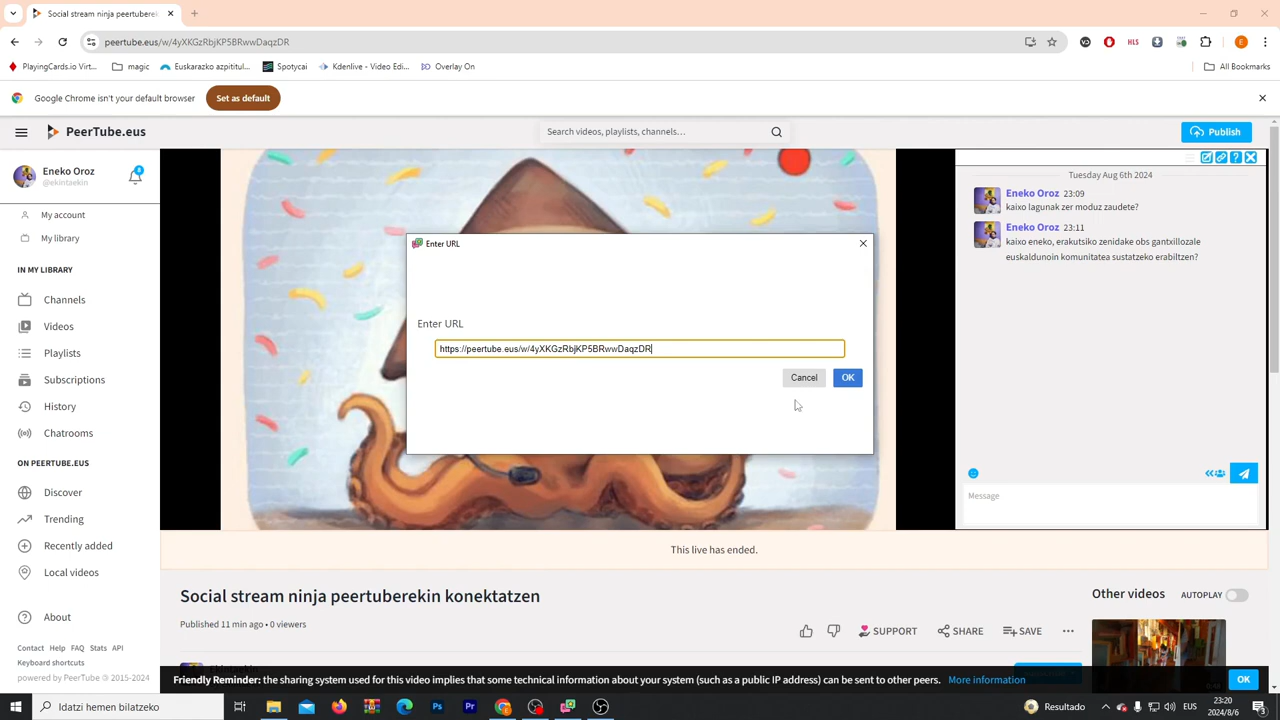 Social stream ninja peertuberek
peertube.eus/w/4yXKGzRbjKP5BRwwDaqzDR
PlayingCards.io Virt...
magic
Euskarazko azpititul...
Spotycai
Kdenlive - Video Edi...
Overlay On
All Bookmarks
Google Chrome isn't your default browser
Set as default
PeerTube.eus
Search videos, playlists, channels…
Publish
Eneko Oroz
@ekintaekin
My account
My library
IN MY LIBRARY
Channels
Videos
Playlists
Subscriptions
History
Chatrooms
ON PEERTUBE.EUS
Discover
Trending
Recently added
Local videos
About
Contact Help FAQ Stats API
Keyboard shortcuts
powered by PeerTube © 2015-2024
Enter URL
Enter URL
https://peertube.eus/w/4yXKGzRbjKP5BRwwDaqzDR
Cancel
OK
Tuesday Aug 6th 2024
Eneko Oroz 23:09
kaixo lagunak zer moduz zaudete?
Eneko Oroz 23:11
kaixo eneko, erakutsiko zenidake obs gantxillozale
euskaldunoin komunitatea sustatzeko erabiltzen?
Message
This live has ended.
Social stream ninja peertuberekin konektatzen
Published 11 min ago • 0 viewers
SUPPORT
SHARE
SAVE
Other videos
AUTOPLAY
Friendly Reminder: the sharing system used for this video implies that some technical information about your system (such as a public IP address) can be sent to other peers. More information
OK
Idatzi hemen bilatzeko
Resultado
EUS
23:20
2024/8/6